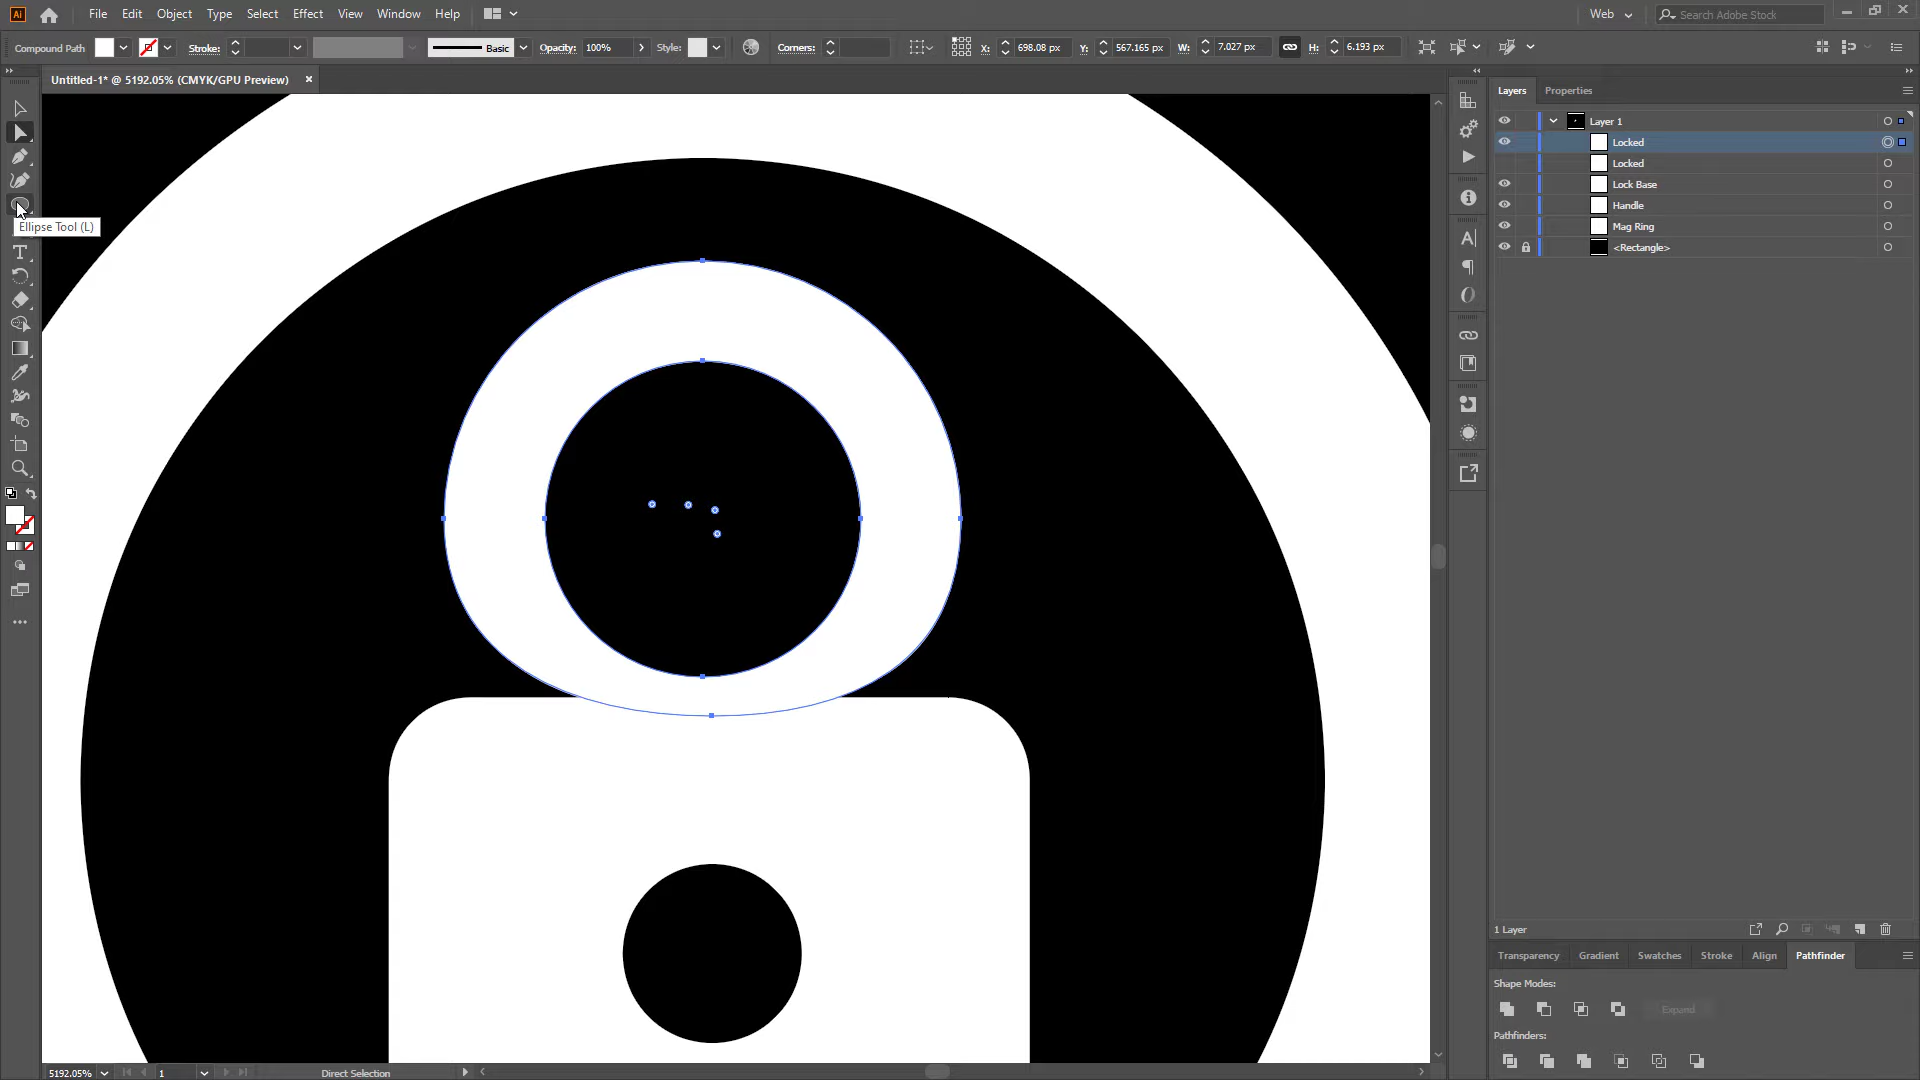 Ai File Edit Object Type Select Effect View Window Help Web Search Adobe Stock
Compound Path Stroke: Basic Opacity: 100% Style: Corners: X: 698.08 px Y: 567.165 px W: 7.027 px H: 6.193 px
Untitled-1* @ 5192.05% (CMYK/GPU Preview) ×
Layers Properties
Layer 1
Locked
Locked
Lock Base
Handle
Mag Ring
<Rectangle>
Ellipse Tool (L)
1 Layer
Transparency Gradient Swatches Stroke Align Pathfinder
Shape Modes:
Expand
Pathfinders:
5192.05% 1 Direct Selection